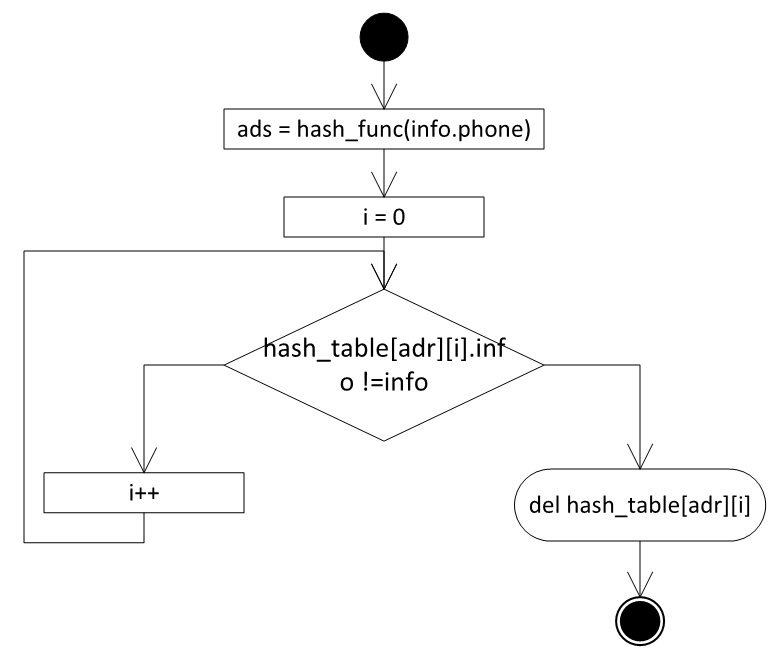 ads = hash_func(info.phone)
i = 0
hash_table[adr][i].inf
o !=info
i++
del hash_table[adr][i]